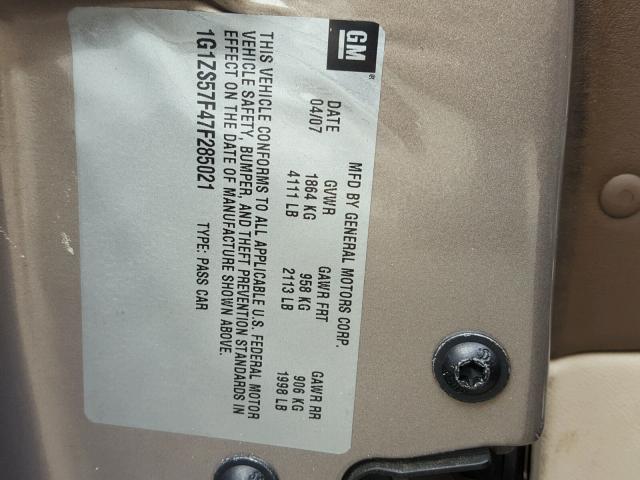 GM
MFD BY GENERAL MOTORS CORP.
DATE GVWR GAWR FRT GAWR RR
04/07 1864 KG 958 KG 906 KG
4111 LB 2113 LB 1998 LB
THIS VEHICLE CONFORMS TO ALL APPLICABLE U.S. FEDERAL MOTOR
VEHICLE SAFETY, BUMPER, AND THEFT PREVENTION STANDARDS IN
EFFECT ON THE DATE OF MANUFACTURE SHOWN ABOVE.
1G1ZS57F47F285021 TYPE: PASS CAR